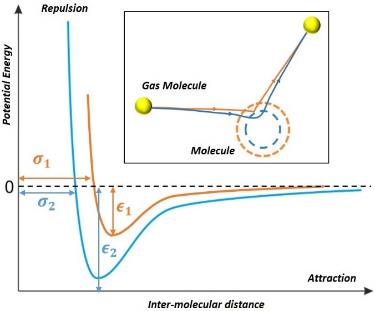 Repulsion
Potential Energy
Gas Molecule
Molecule
σ1
0
σ2
ϵ1
ϵ2
Attraction
Inter-molecular distance